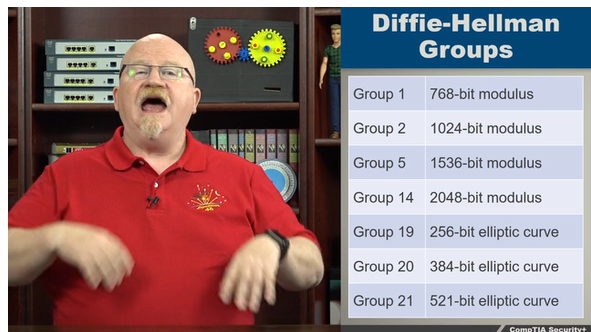 Diffie-Hellman
Groups
Group 1 768-bit modulus
Group 2 1024-bit modulus
Group 5 1536-bit modulus
Group 14 2048-bit modulus
Group 19 256-bit elliptic curve
Group 20 384-bit elliptic curve
Group 21 521-bit elliptic curve
CompTIA Security+